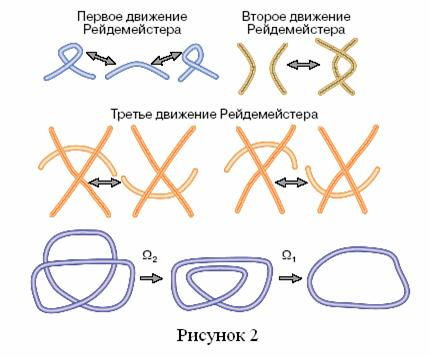 Первое движение
Рейдемейстера
Второе движение
Рейдемейстера
Третье движение Рейдемейстера
Ω₂
Ω₁
Рисунок 2